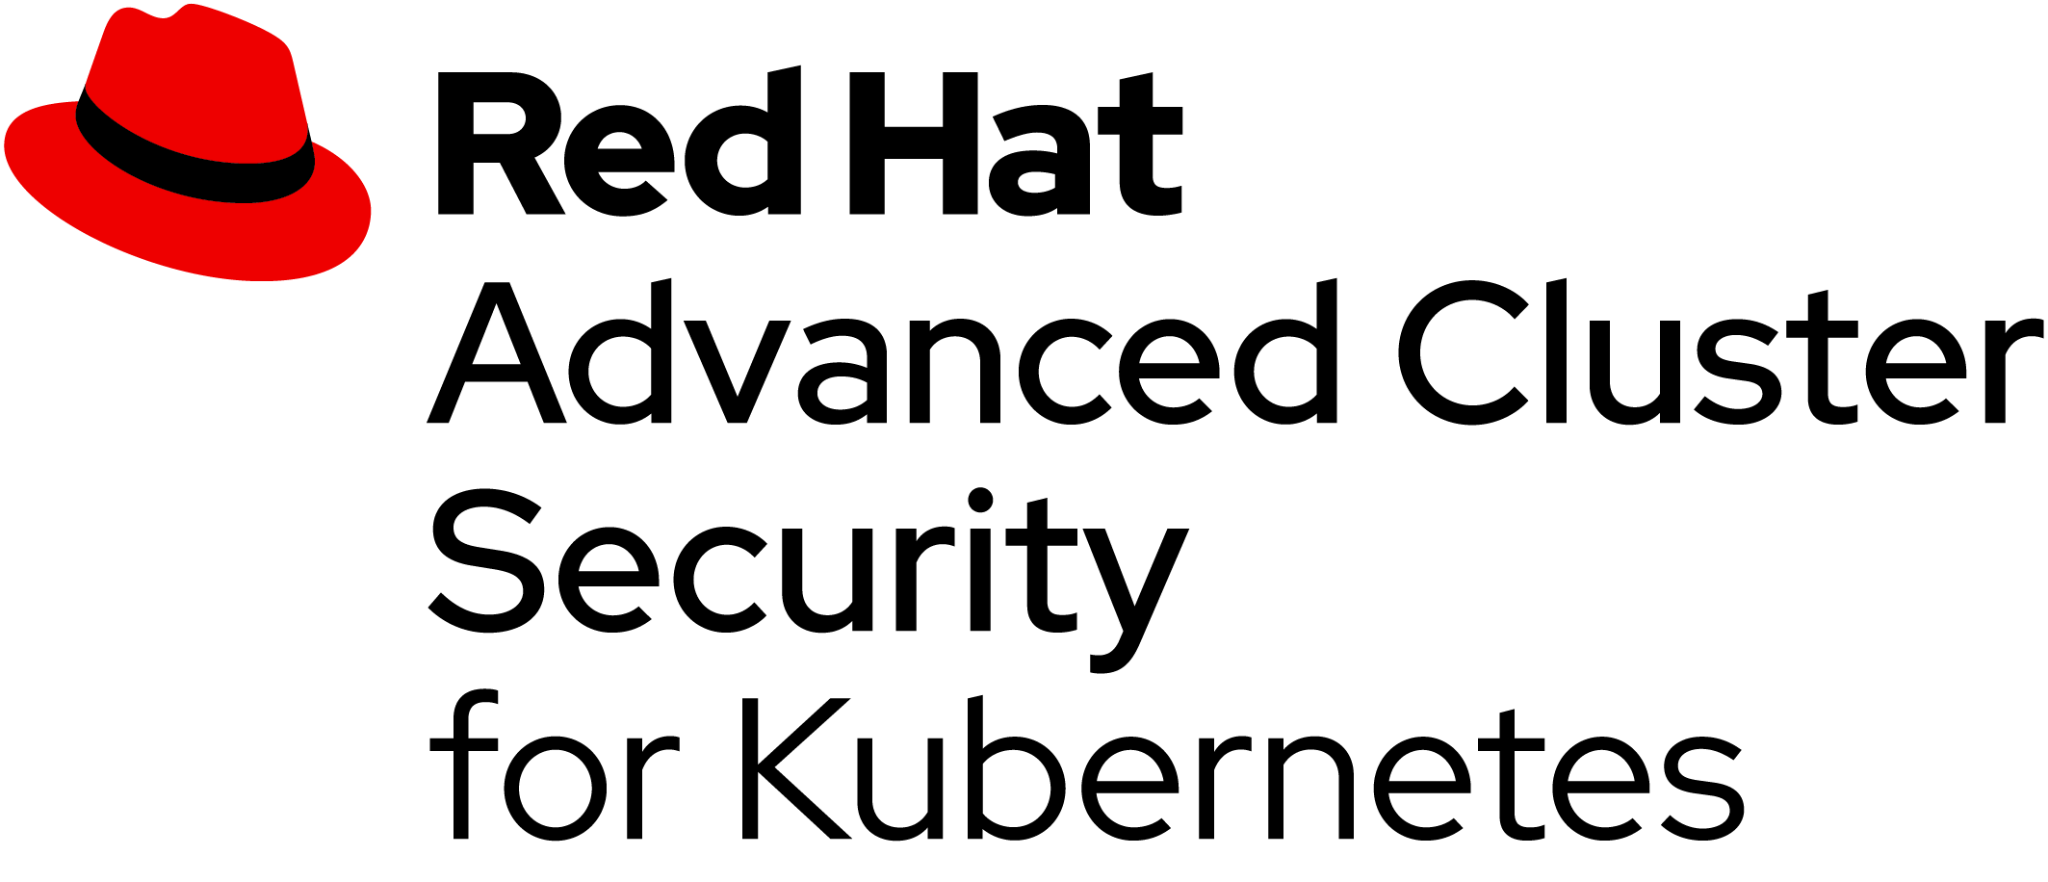 Red Hat
Advanced Cluster
Security
for Kubernetes